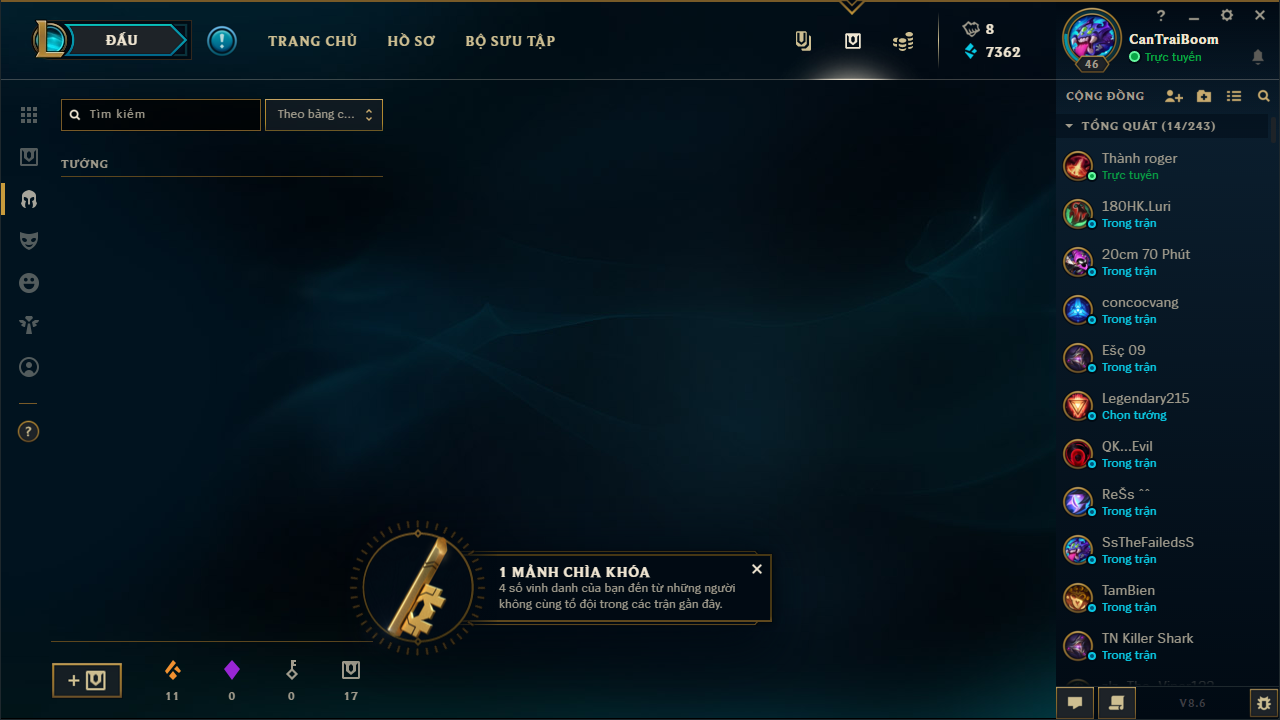 ĐẤU
TRANG CHỦ
HỒ SƠ
BỘ SƯU TẬP
8
7362
?
46
CanTraiBoom
Trực tuyến
CỘNG ĐỒNG
TỔNG QUÁT (14/243)
Tìm kiếm
Theo bảng c...
TƯỚNG
Thành roger
Trực tuyến
180HK.Luri
Trong trận
20cm 70 Phút
Trong trận
concocvang
Trong trận
Ešç 09
Trong trận
Legendary215
Chọn tướng
QK...Evil
Trong trận
ReŠs ˆˆ
Trong trận
SsTheFailedsS
Trong trận
TamBien
Trong trận
TN Killer Shark
Trong trận
?
1 MẢNH CHÌA KHÓA
4 số vinh danh của bạn đến từ những người
không cùng tổ đội trong các trận gần đây.
11
0
0
17
V8.6